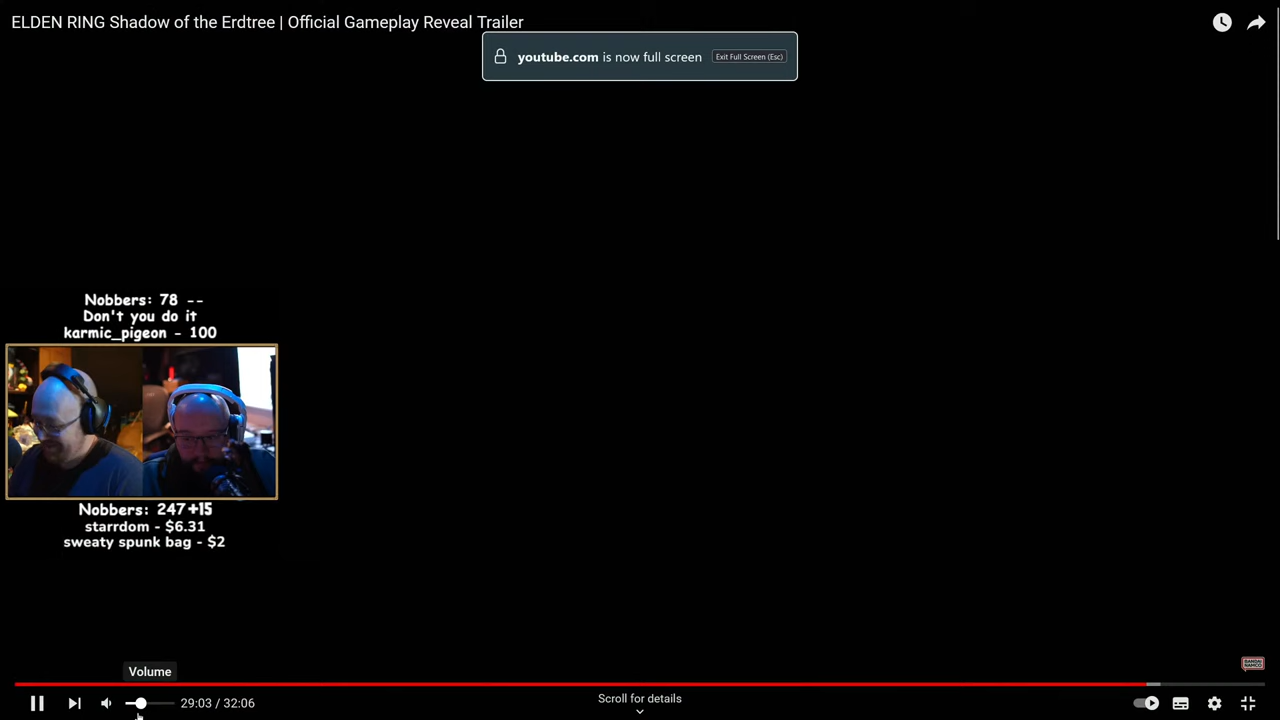 ELDEN RING Shadow of the Erdtree | Official Gameplay Reveal Trailer
youtube.com is now full screen Exit Full Screen (Esc)
Nobbers: 78 --
Don't you do it
karmic_pigeon - 100
Nobbers: 247+15
starrdom - $6.31
sweaty spunk bag - $2
BANDAI NAMCO
Volume
29:03 / 32:06
Scroll for details